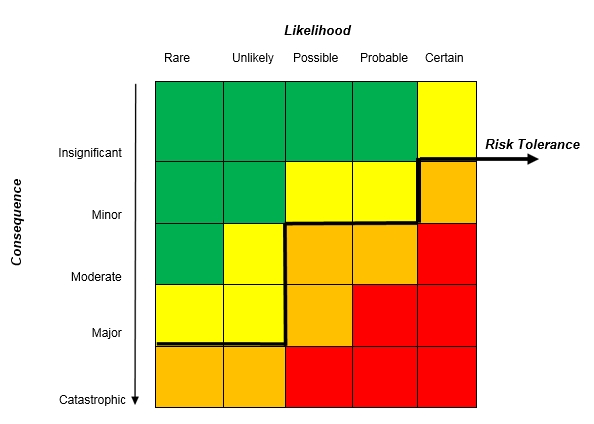 Likelihood
Rare Unlikely Possible Probable Certain
Risk Tolerance
Insignificant
Consequence
Minor
Moderate
Major
Catastrophic